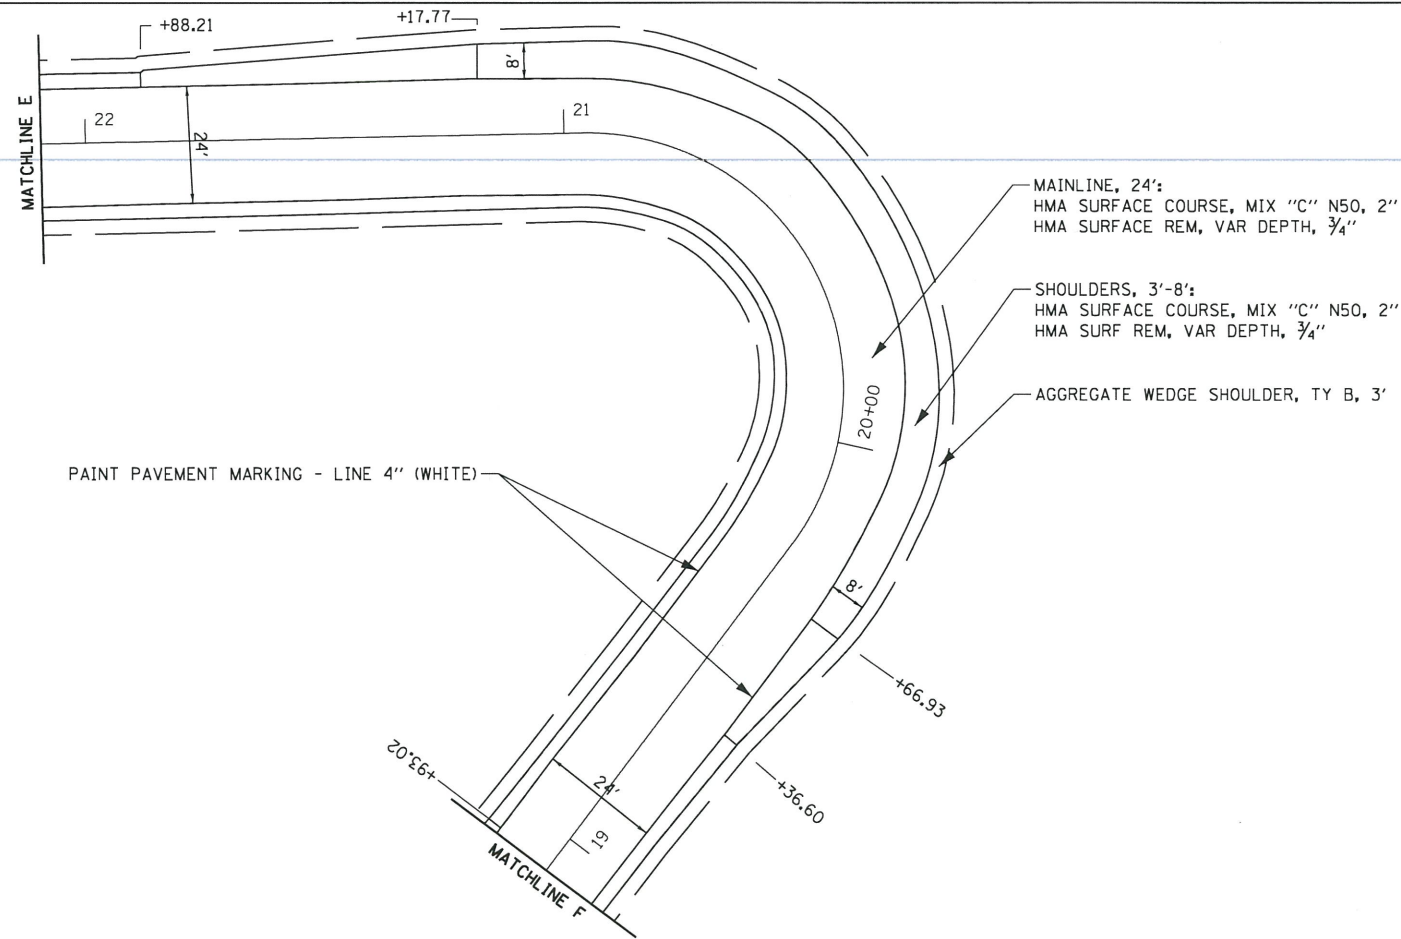 +88.21
+17.77
8'
MATCHLINE E
22
21
24'
MAINLINE, 24':
HMA SURFACE COURSE, MIX "C" N50, 2"
HMA SURFACE REM, VAR DEPTH, 3/4"
SHOULDERS, 3'-8':
HMA SURFACE COURSE, MIX "C" N50, 2"
HMA SURF REM, VAR DEPTH, 3/4"
AGGREGATE WEDGE SHOULDER, TY B, 3'
20+00
PAINT PAVEMENT MARKING - LINE 4" (WHITE)
8'
+66.93
+93.02
24'
+36.60
19
MATCHLINE F